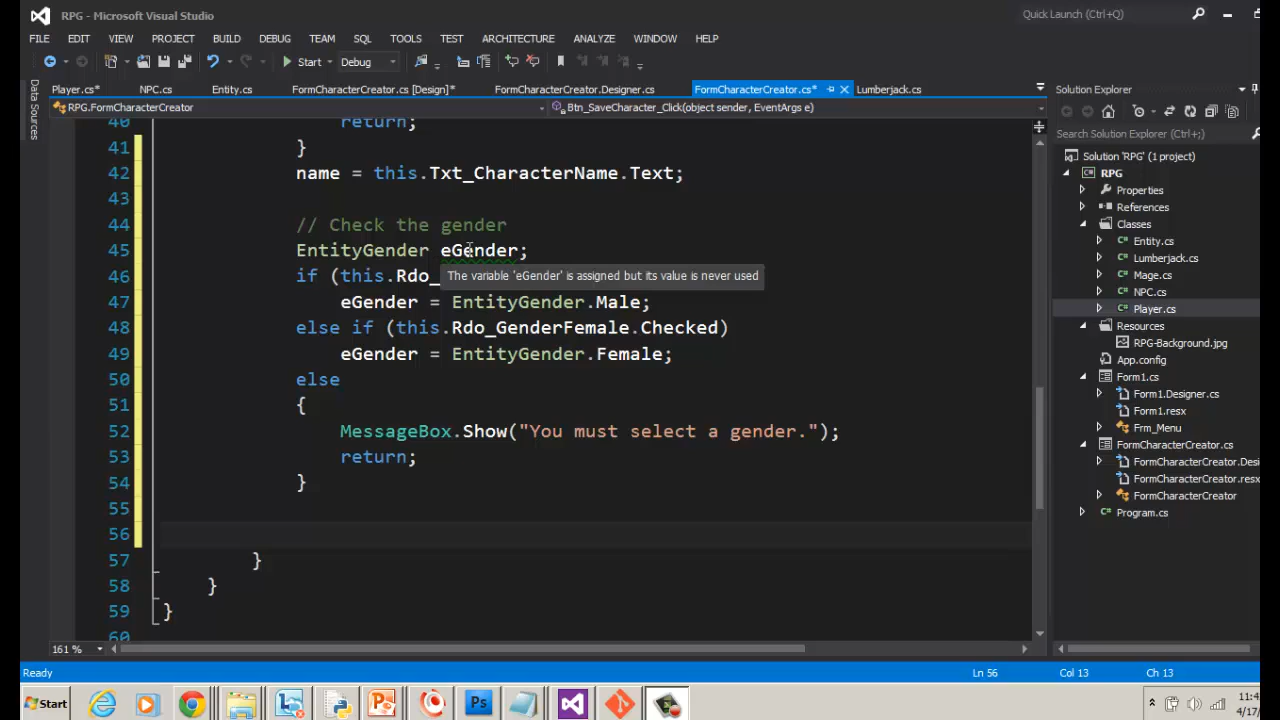 RPG - Microsoft Visual Studio
Quick Launch (Ctrl+Q)
FILE EDIT VIEW PROJECT BUILD DEBUG TEAM SQL TOOLS TEST ARCHITECTURE ANALYZE WINDOW HELP
Start Debug
Player.cs* NPC.cs Entity.cs FormCharacterCreator.cs [Design]* FormCharacterCreator.Designer.cs FormCharacterCreator.cs* Lumberjack.cs
Data Sources
RPG.FormCharacterCreator Btn_SaveCharacter_Click(object sender, EventArgs e)
40 return;
41 }
42 name = this.Txt_CharacterName.Text;
43
44 // Check the gender
45 EntityGender eGender;
46 if (this.Rdo_
The variable 'eGender' is assigned but its value is never used
47 eGender = EntityGender.Male;
48 else if (this.Rdo_GenderFemale.Checked)
49 eGender = EntityGender.Female;
50 else
51 {
52 MessageBox.Show("You must select a gender.");
53 return;
54 }
55
56
57 }
58 }
59 }
60
161 %
Solution Explorer
Search Solution Explorer (Ctrl+;)
Solution 'RPG' (1 project)
RPG
Properties
References
Classes
Entity.cs
Lumberjack.cs
Mage.cs
NPC.cs
Player.cs
Resources
RPG-Background.jpg
App.config
Form1.cs
Form1.Designer.cs
Form1.resx
Frm_Menu
FormCharacterCreator.cs
FormCharacterCreator.Desi
FormCharacterCreator.resx
FormCharacterCreator
Program.cs
Ready Ln 56 Col 13 Ch 13
Start
Ps
11:4
4/17/